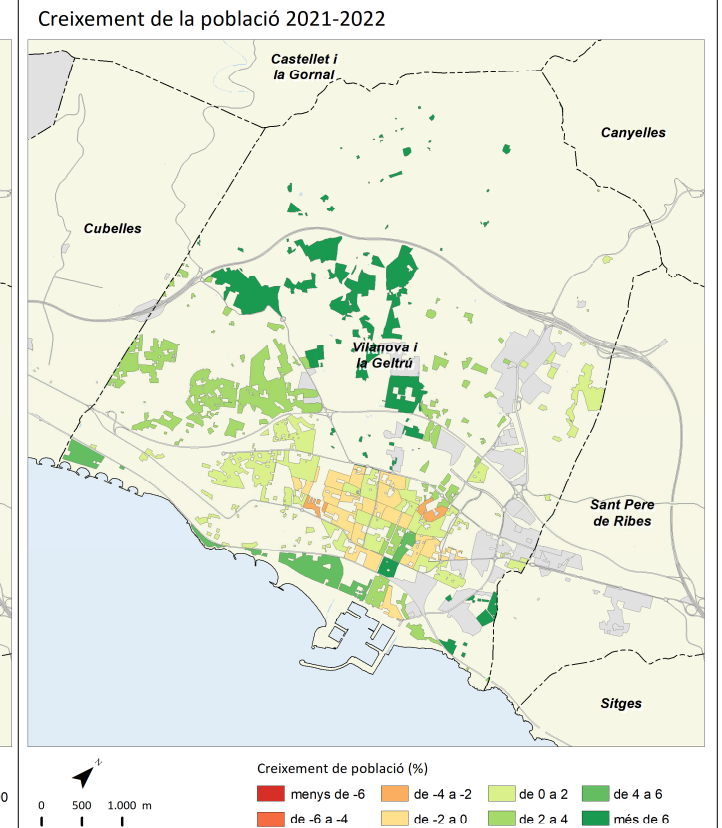 Creixement de la població 2021-2022
Castellet i
la Gornal
Canyelles
Cubelles
Vilanova i
la Geltrú
Sant Pere
de Ribes
Sitges
N
0
0 500 1.000 m
Creixement de població (%)
menys de -6
de -6 a -4
de -4 a -2
de -2 a 0
de 0 a 2
de 2 a 4
de 4 a 6
més de 6